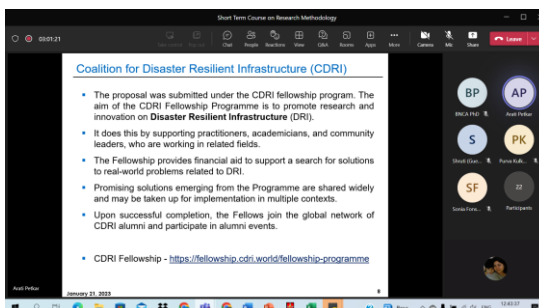 Short Term Course on Research Methodology
03:01:21
Chat
People
Reactions
View
Q&A
Rooms
Apps
More
Camera
Mic
Share
Leave
Coalition for Disaster Resilient Infrastructure (CDRI)
▪ The proposal was submitted under the CDRI fellowship program. The
aim of the CDRI Fellowship Programme is to promote research and
innovation on Disaster Resilient Infrastructure (DRI).
▪ It does this by supporting practitioners, academicians, and community
leaders, who are working in related fields.
▪ The Fellowship provides financial aid to support a search for solutions
to real-world problems related to DRI.
▪ Promising solutions emerging from the Programme are shared widely
and may be taken up for implementation in multiple contexts.
▪ Upon successful completion, the Fellows join the global network of
CDRI alumni and participate in alumni events.
▪ CDRI Fellowship - https://fellowship.cdri.world/fellowship-programme
January 21, 2023
8
BP
AP
BNCA PhD
S
PK
SF
22
Participants
12:42:37